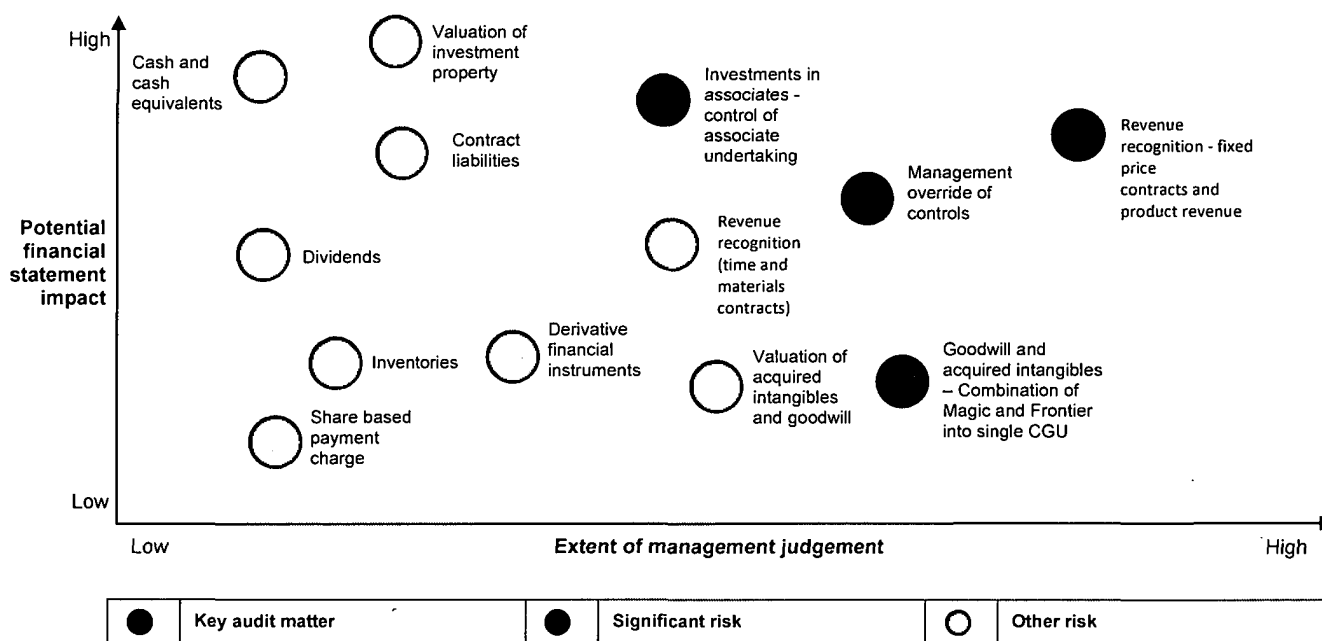 High
Cash and
cash
equivalents
Valuation of
investment
property
Contract
liabilities
Investments in
associates -
control of
associate
undertaking
Revenue
recognition - fixed
price
contracts and
product revenue
Management
override of
controls
Potential
financial
statement
impact
Dividends
Revenue
recognition
(time and
materials
contracts)
Inventories
Derivative
financial
instruments
Valuation of
acquired
intangibles
and goodwill
Goodwill and
acquired intangibles
– Combination of
Magic and Frontier
into single CGU
Share based
payment
charge
Low
Low
Extent of management judgement
High
Key audit matter
Significant risk
Other risk